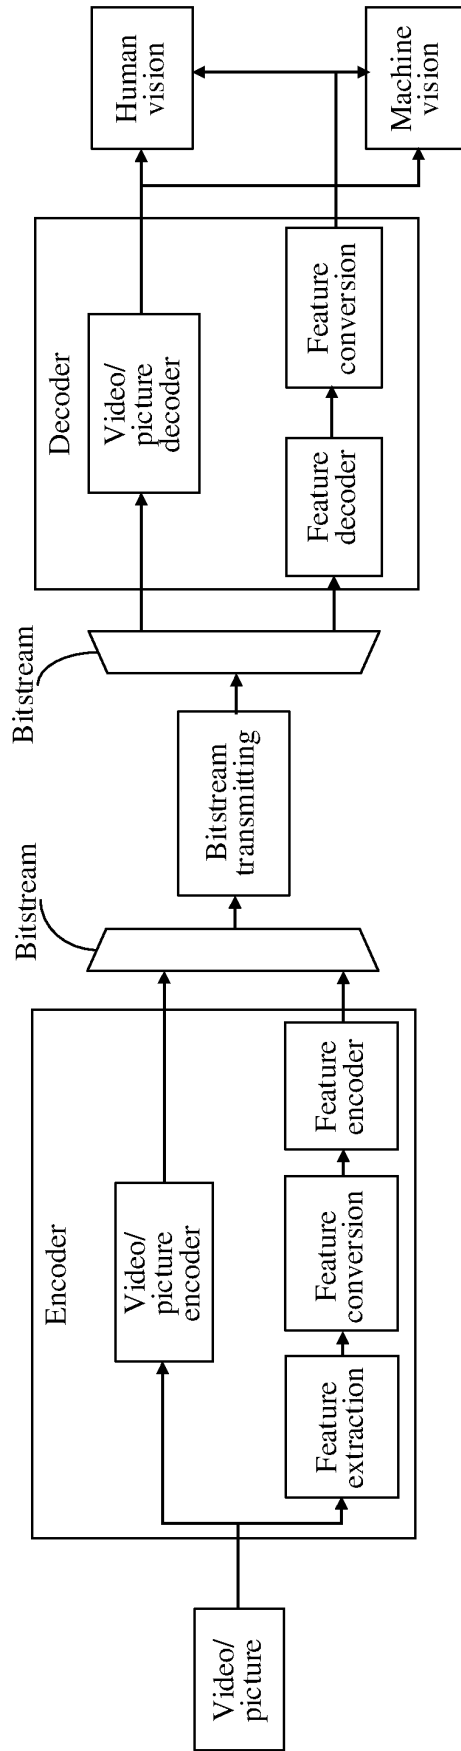 Video/
picture
Encoder
Video/
picture
encoder
Feature
extraction
Feature
conversion
Feature
encoder
Bitstream
Bitstream
transmitting
Bitstream
Decoder
Video/
picture
decoder
Feature
decoder
Feature
conversion
Human
vision
Machine
vision